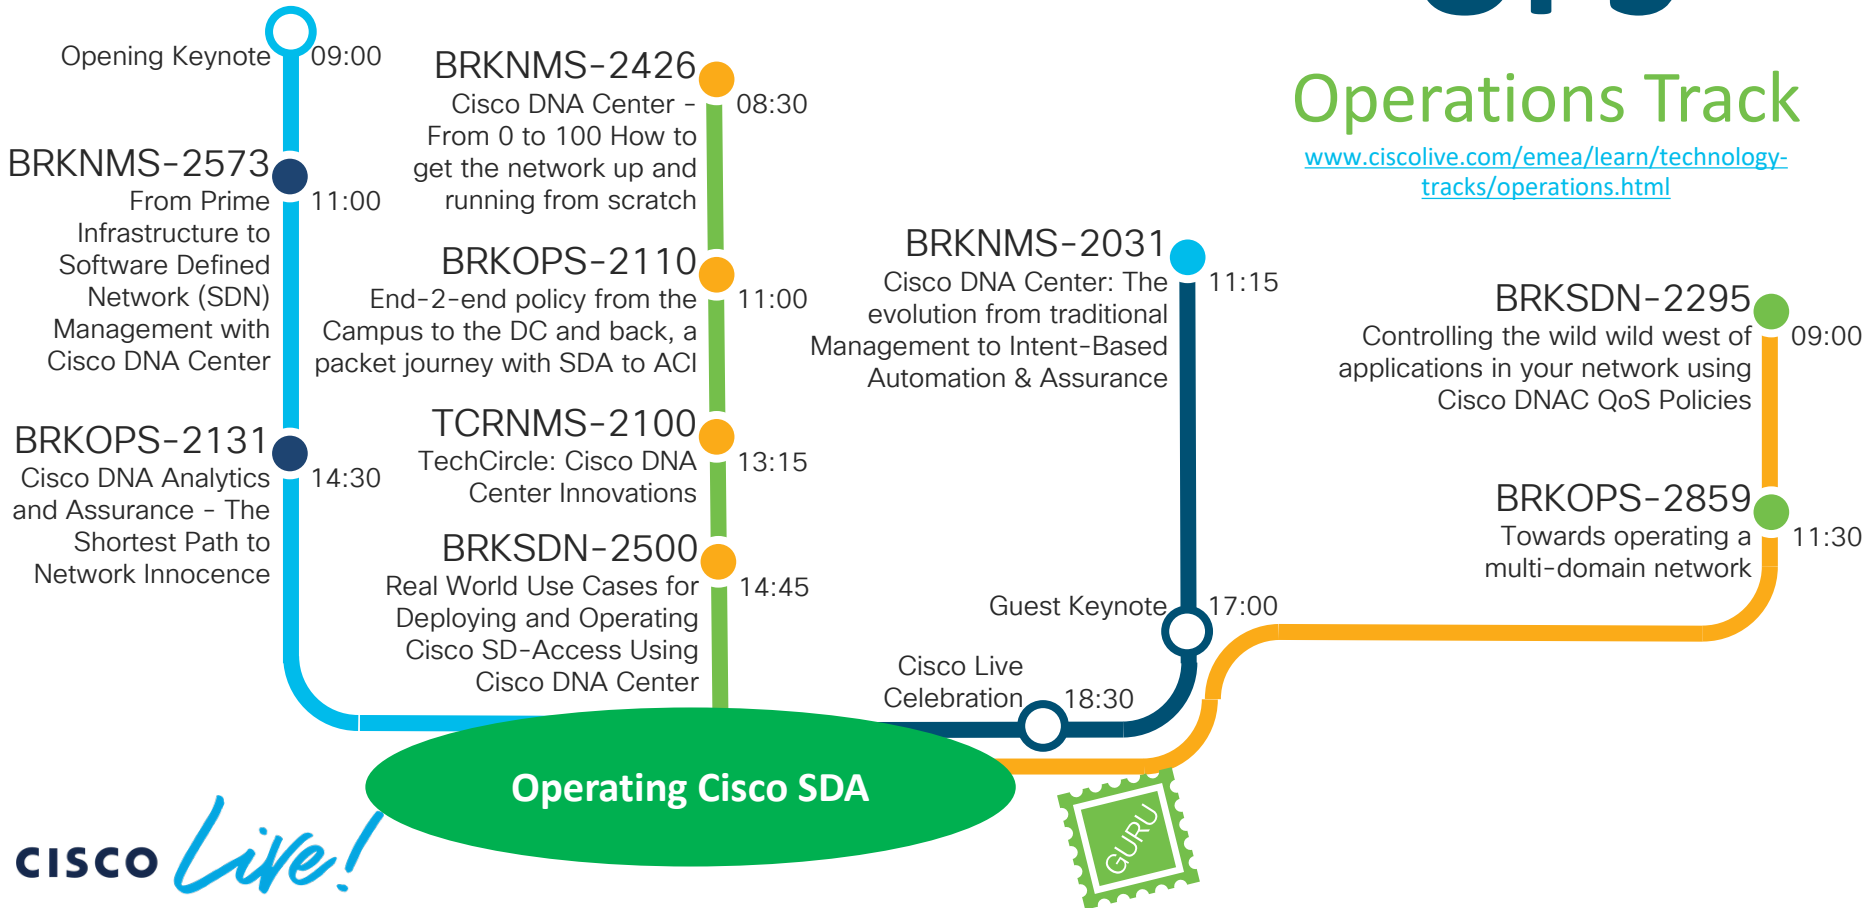 Opening Keynote
09:00
BRKNMS-2573
11:00
From Prime
Infrastructure to
Software Defined
Network (SDN)
Management with
Cisco DNA Center
BRKOPS-2131
14:30
Cisco DNA Analytics
and Assurance - The
Shortest Path to
Network Innocence
BRKNMS-2426
08:30
Cisco DNA Center -
From 0 to 100 How to
get the network up and
running from scratch
BRKOPS-2110
11:00
End-2-end policy from the
Campus to the DC and back, a
packet journey with SDA to ACI
TCRNMS-2100
13:15
TechCircle: Cisco DNA
Center Innovations
BRKSDN-2500
14:45
Real World Use Cases for
Deploying and Operating
Cisco SD-Access Using
Cisco DNA Center
BRKNMS-2031
11:15
Cisco DNA Center: The
evolution from traditional
Management to Intent-Based
Automation & Assurance
Guest Keynote
17:00
Cisco Live
Celebration
18:30
Operations Track
www.ciscolive.com/emea/learn/technology-
tracks/operations.html
BRKSDN-2295
09:00
Controlling the wild wild west of
applications in your network using
Cisco DNAC QoS Policies
BRKOPS-2859
11:30
Towards operating a
multi-domain network
Operating Cisco SDA
GURU
CISCO Live!